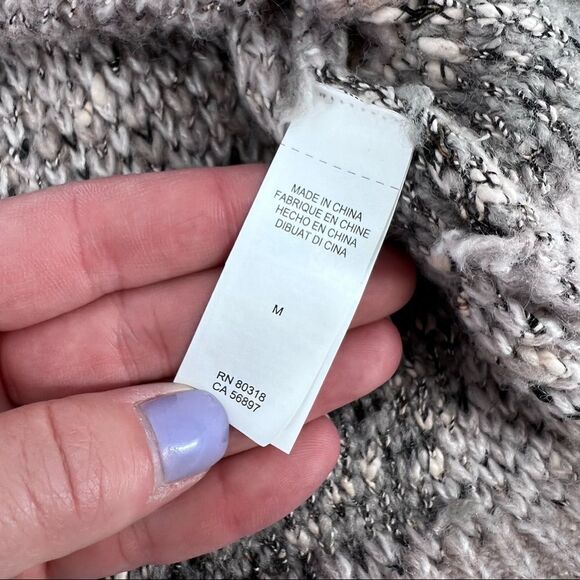 MADE IN CHINA
FABRIQUE EN CHINE
HECHO EN CHINA
DIBUAT DI CINA
M
RN 80318
CA 56897